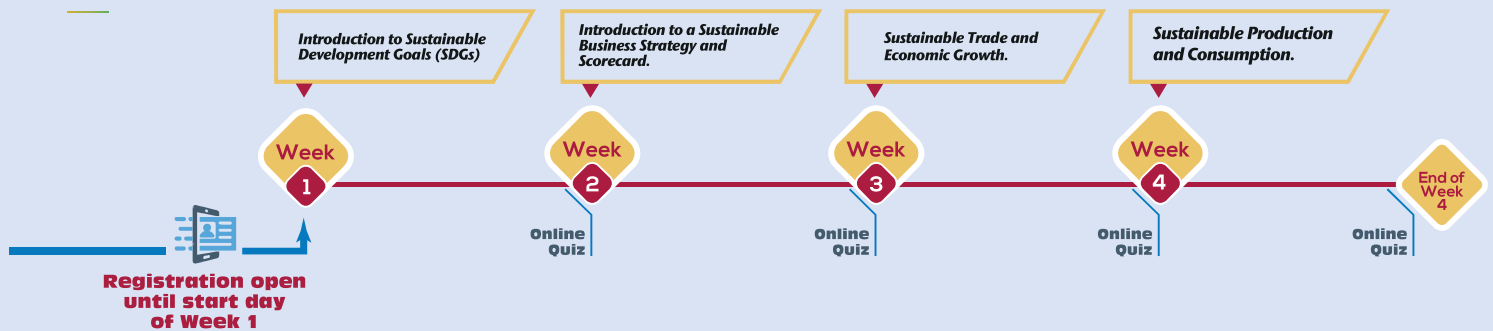 Introduction to Sustainable
Development Goals (SDGs)
Introduction to a Sustainable
Business Strategy and
Scorecard.
Sustainable Trade and
Economic Growth.
Sustainable Production
and Consumption.
Week
1
Week
2
Week
3
Week
4
End of
Week
4
Online
Quiz
Online
Quiz
Online
Quiz
Online
Quiz
Registration open
until start day
of Week 1